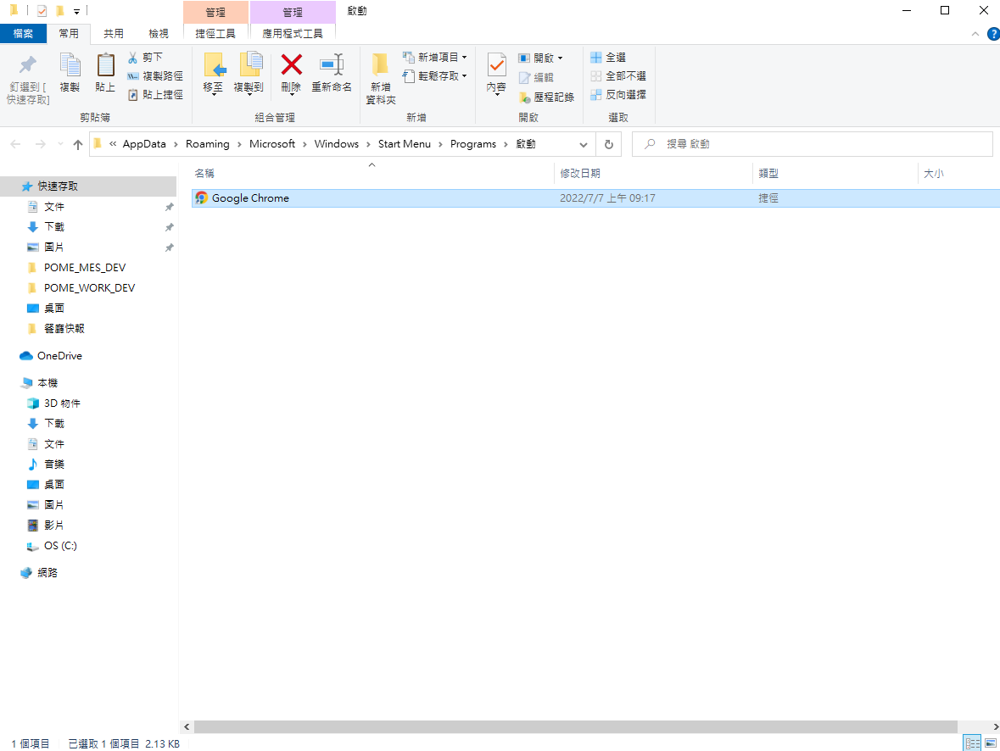 管理
管理
啟動
檔案
常用
共用
檢視
捷徑工具
應用程式工具
釘選到 [
快速存取]
複製
貼上
剪下
複製路徑
貼上捷徑
剪貼簿
移至
複製到
刪除
重新命名
組合管理
新增
資料夾
新增項目
輕鬆存取
新增
內容
開啟
編輯
歷程記錄
開啟
全選
全部不選
反向選擇
選取
« AppData › Roaming › Microsoft › Windows › Start Menu › Programs › 啟動
搜尋 啟動
名稱 修改日期 類型 大小
Google Chrome 2022/7/7 上午 09:17 捷徑
快速存取
文件
下載
圖片
POME_MES_DEV
POME_WORK_DEV
桌面
餐廳快報
OneDrive
本機
3D 物件
下載
文件
音樂
桌面
圖片
影片
OS (C:)
網路
1 個項目 已選取 1 個項目 2.13 KB